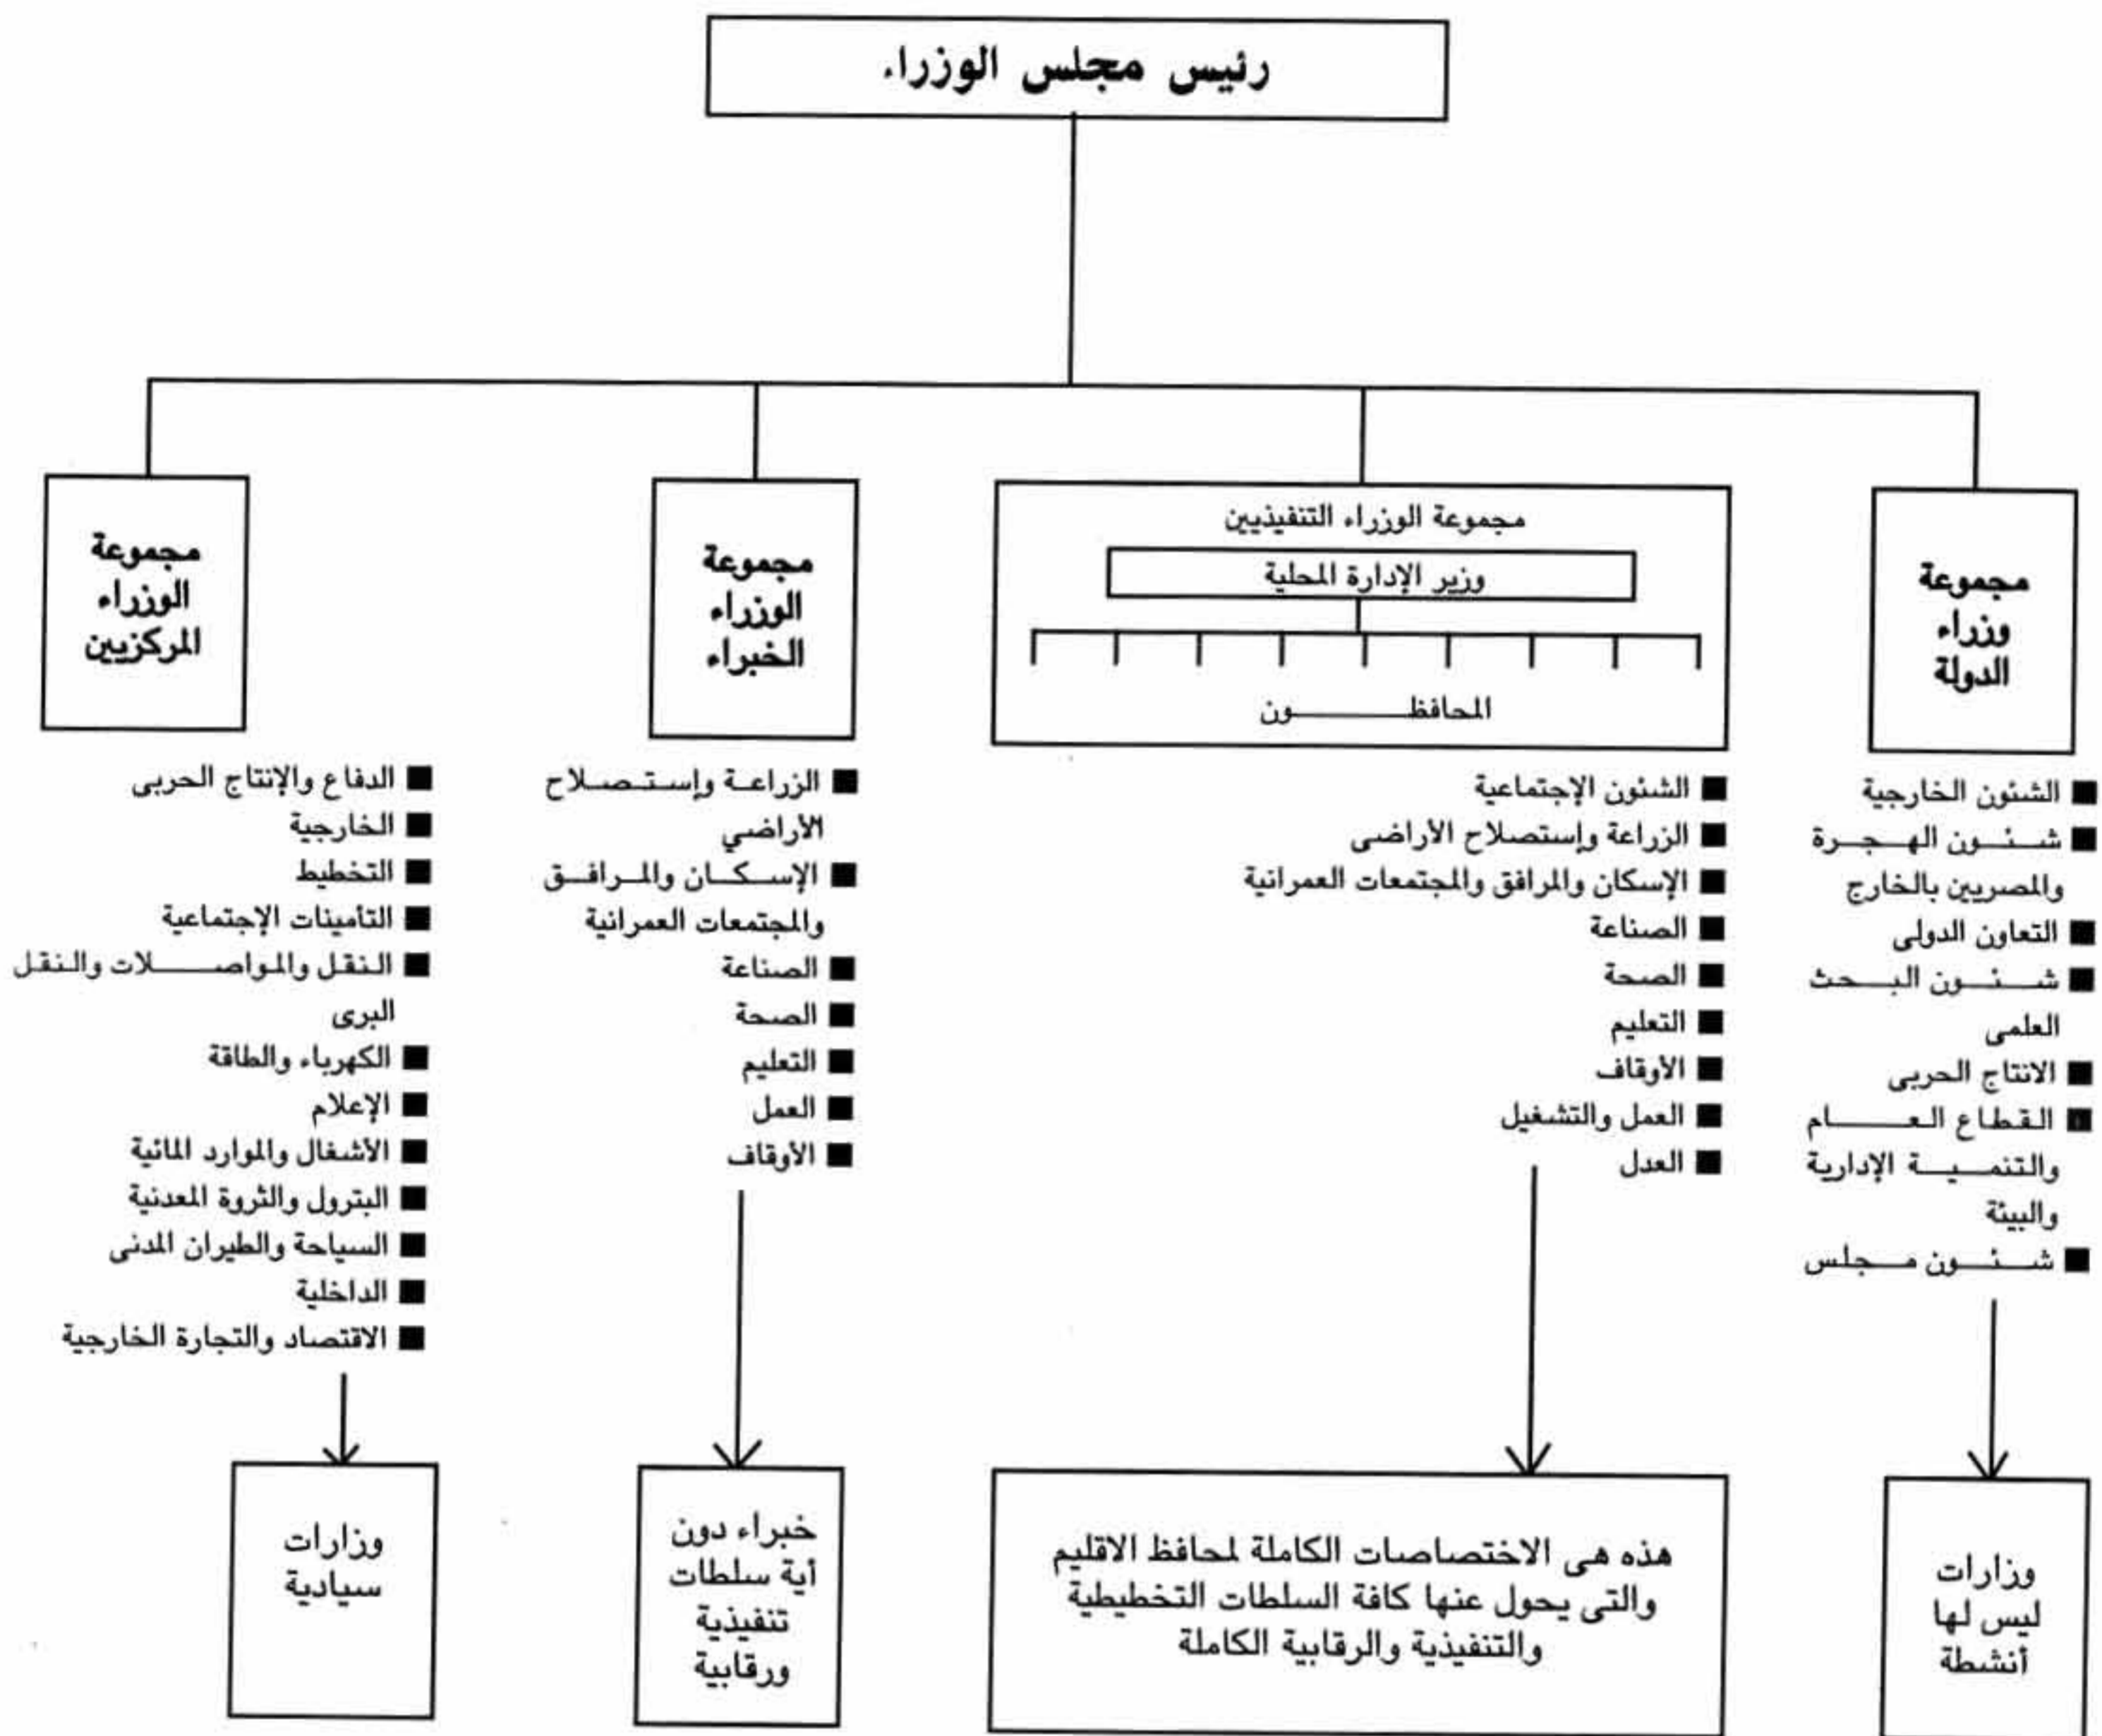 رئيس مجلس الوزراء
مجموعة
وزراء
الدولة
■ الشئون الخارجية
■ شئون الهجرة
والمصريين بالخارج
■ التعاون الدولى
■ شئون البحث
العلمى
■ الانتاج الحربى
■ القطاع العام
والتنمية الإدارية
والبيئة
■ شئون مجلس
وزارات
ليس لها
أنشطة
مجموعة الوزراء التنفيذيين
وزير الإدارة المحلية
المحافظون
■ الشئون الإجتماعية
■ الزراعة وإستصلاح الأراضى
■ الإسكان والمرافق والمجتمعات العمرانية
■ الصناعة
■ الصحة
■ التعليم
■ الأوقاف
■ العمل والتشغيل
■ العدل
هذه هى الاختصاصات الكاملة لمحافظ الاقليم
والتى يحول عنها كافة السلطات التخطيطية
والتنفيذية والرقابية الكاملة
مجموعة
الوزراء
الخبراء
■ الزراعة وإستصلاح
الأراضي
■ الإسكان والمرافق
والمجتمعات العمرانية
■ الصناعة
■ الصحة
■ التعليم
■ العمل
■ الأوقاف
خبراء دون
أية سلطات
تنفيذية
ورقابية
مجموعة
الوزراء
المركزيين
■ الدفاع والإنتاج الحربى
■ الخارجية
■ التخطيط
■ التأمينات الإجتماعية
■ النقل والمواصلات والنقل
البرى
■ الكهرباء والطاقة
■ الإعلام
■ الأشغال والموارد المائية
■ البترول والثروة المعدنية
■ السياحة والطيران المدنى
■ الداخلية
■ الاقتصاد والتجارة الخارجية
وزارات
سيادية